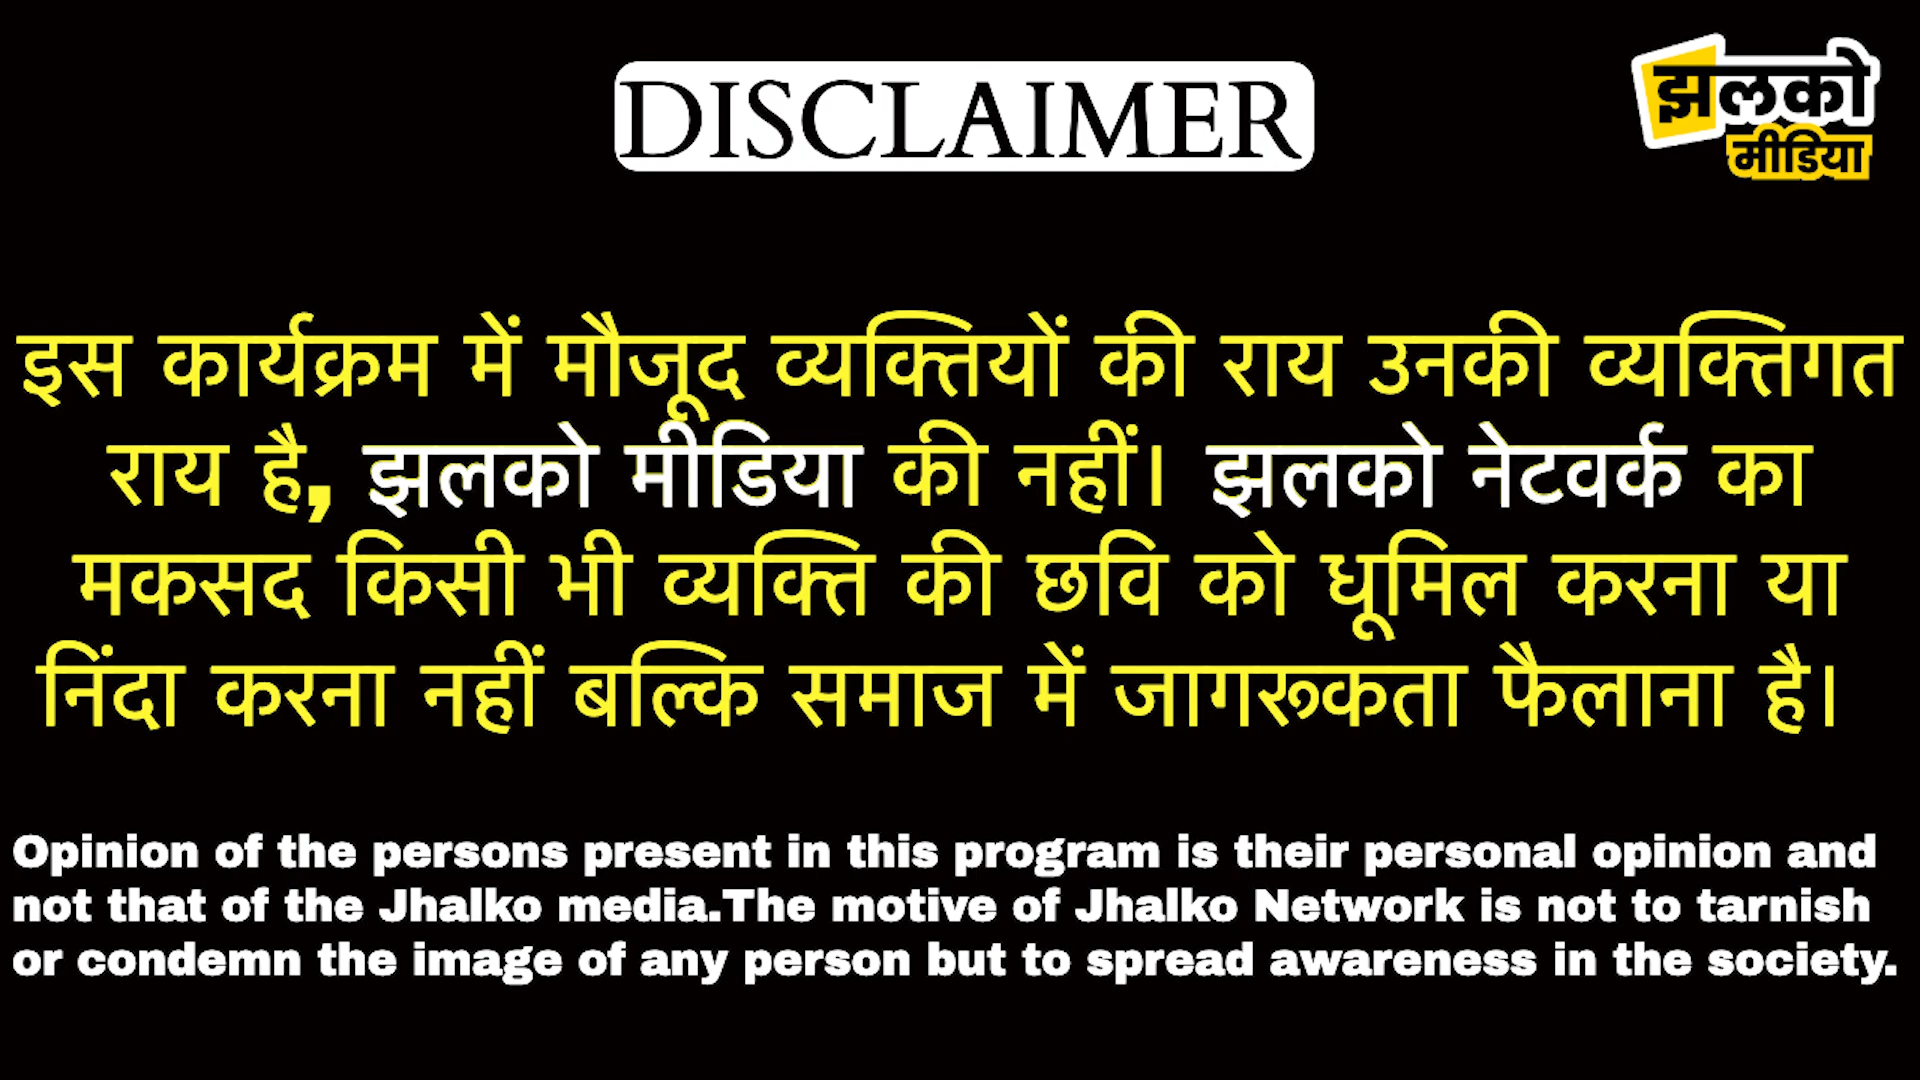 DISCLAIMER
झलको
मीडिया
इस कार्यक्रम में मौजूद व्यक्तियों की राय उनकी व्यक्तिगत
राय है, झलको मीडिया की नहीं। झलको नेटवर्क का
मकसद किसी भी व्यक्ति की छवि को धूमिल करना या
निंदा करना नहीं बल्कि समाज में जागरूकता फैलाना है।
Opinion of the persons present in this program is their personal opinion and
not that of the Jhalko media.The motive of Jhalko Network is not to tarnish
or condemn the image of any person but to spread awareness in the society.